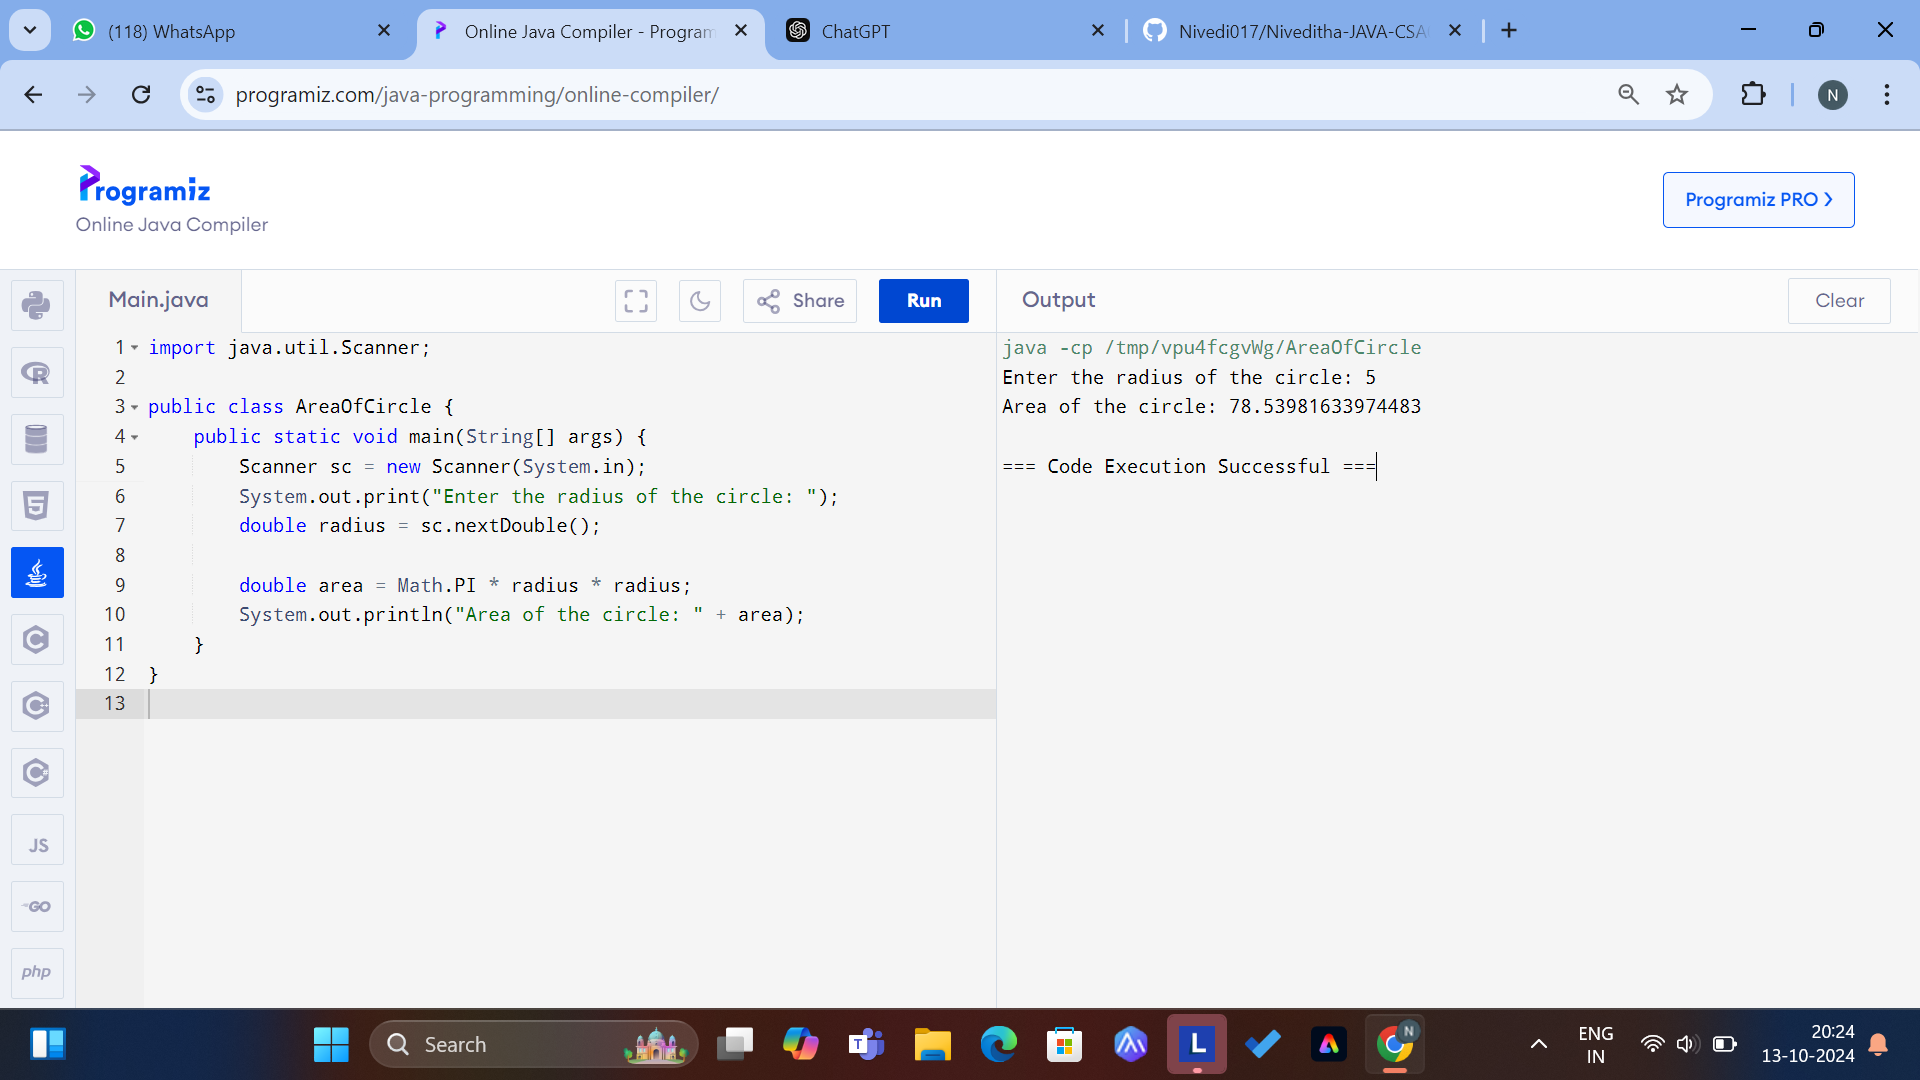 (118) WhatsApp
Online Java Compiler - Program
ChatGPT
Nivedi017/Niveditha-JAVA-CSA
programiz.com/java-programming/online-compiler/
N
Programiz
Online Java Compiler
Programiz PRO
Main.java
Share
Run
Output
Clear
1 import java.util.Scanner;
2
3 public class AreaOfCircle {
4 public static void main(String[] args) {
5 Scanner sc = new Scanner(System.in);
6 System.out.print("Enter the radius of the circle: ");
7 double radius = sc.nextDouble();
8
9 double area = Math.PI * radius * radius;
10 System.out.println("Area of the circle: " + area);
11 }
12 }
13
java -cp /tmp/vpu4fcgvWg/AreaOfCircle
Enter the radius of the circle: 5
Area of the circle: 78.53981633974483
=== Code Execution Successful ===
R
5
C
C
C
JS
GO
php
Search
T
L
N
ENG
IN
20:24
13-10-2024